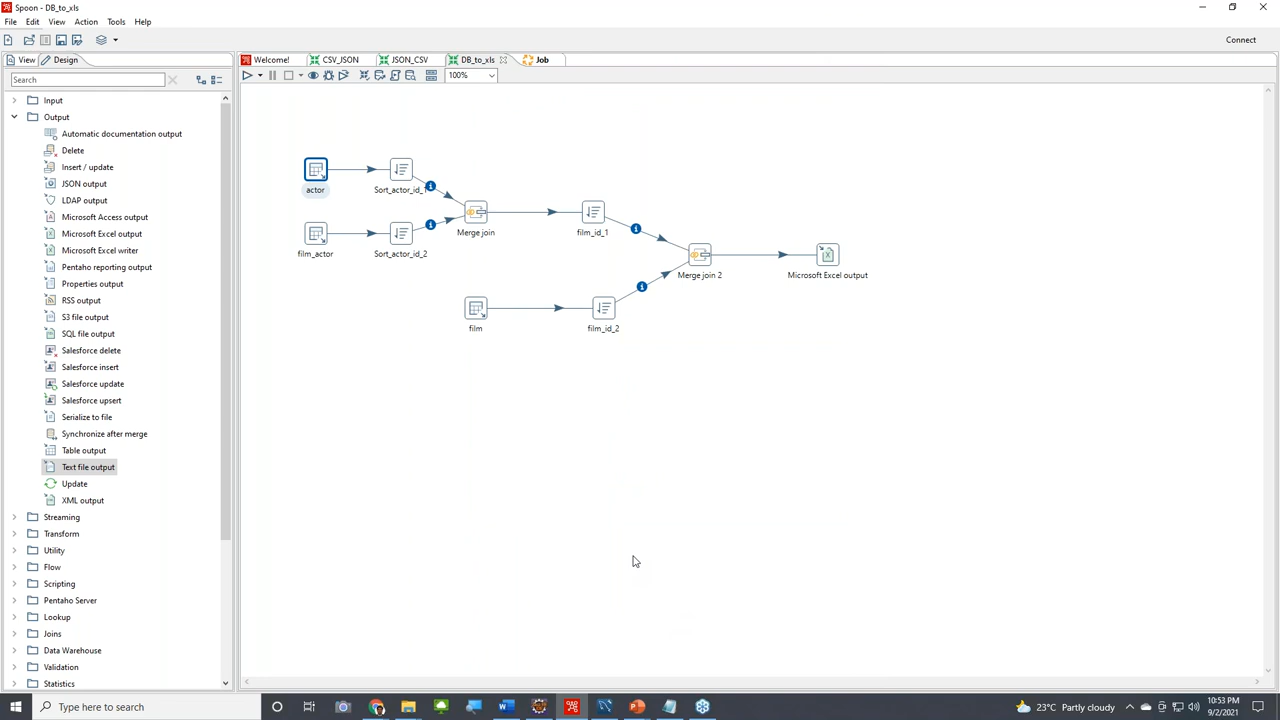 Spoon - DB_to_xls
File Edit View Action Tools Help
Connect
View Design
Welcome! CSV_JSON JSON_CSV DB_to_xls Job
Search
100%
Input
Output
Automatic documentation output
Delete
Insert / update
JSON output
LDAP output
Microsoft Access output
Microsoft Excel output
Microsoft Excel writer
Pentaho reporting output
Properties output
RSS output
S3 file output
SQL file output
Salesforce delete
Salesforce insert
Salesforce update
Salesforce upsert
Serialize to file
Synchronize after merge
Table output
Text file output
Update
XML output
Streaming
Transform
Utility
Flow
Scripting
Pentaho Server
Lookup
Joins
Data Warehouse
Validation
Statistics
actor
Sort_actor_id_1
film_actor
Sort_actor_id_2
Merge join
film_id_1
film
film_id_2
Merge join 2
Microsoft Excel output
Type here to search
23°C Partly cloudy
10:53 PM
9/2/2021